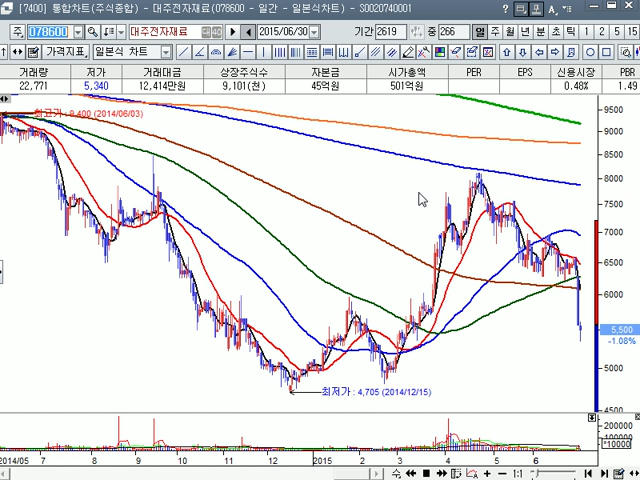 [7400] 통합차트(주식종합) - 대주전자재료(078600 - 일간 - 일본식차트) - S0020740001
주 078600 대주전자재료 2015/06/30 기간 2619 중 266 일 월 년 분 초 틱 1 2 5 15
주 가격지표 일본식 차트
거래량 저가 거래대금 상장주식수 자본금 시가총액 PER EPS 신용시장 PBR
22,771 5,340 12,414만원 9,101(천) 45억원 501억원 0.48% 1.49
최고가 : 9,400 (2014/06/03)
9500
9000
8500
8000
7500
7000
6500
6000
5,500
-1.08%
5000
4500
최저가 : 4,705 (2014/12/15)
200000
100000
*10000
2014/05 7 8 9 10 11 12 2015 2 3 4 5 6
1:1